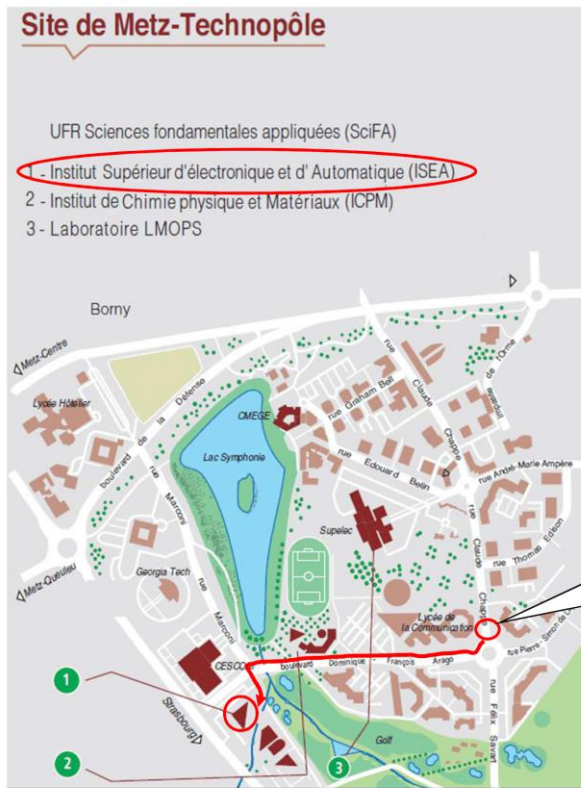 Site de Metz-Technopôle
UFR Sciences fondamentales appliquées (SciFA)
1 - Institut Supérieur d'électronique et d' Automatique (ISEA)
2 - Institut de Chimie physique et Matériaux (ICPM)
3 - Laboratoire LMOPS
Borny
Metz-Centre
Lycée Hôtelier
boulevard de la Défense
CMEGE
rue Graham Bell
rue Claude Chappe
de l'Orme
Lac Symphonie
rue Edouard Belin
rue André-Marie Ampère
rue Marconi
Supelec
rue Claude Chappe
rue Thomas Edison
Metz-Queuleu
Georgia Tech
rue Marconi
Lycée de
la Communication
rue Pierre - Simon de
CESCOM
boulevard Dominique - François Arago
1
Strasbourg
rue Félix Savart
Golf
2
3